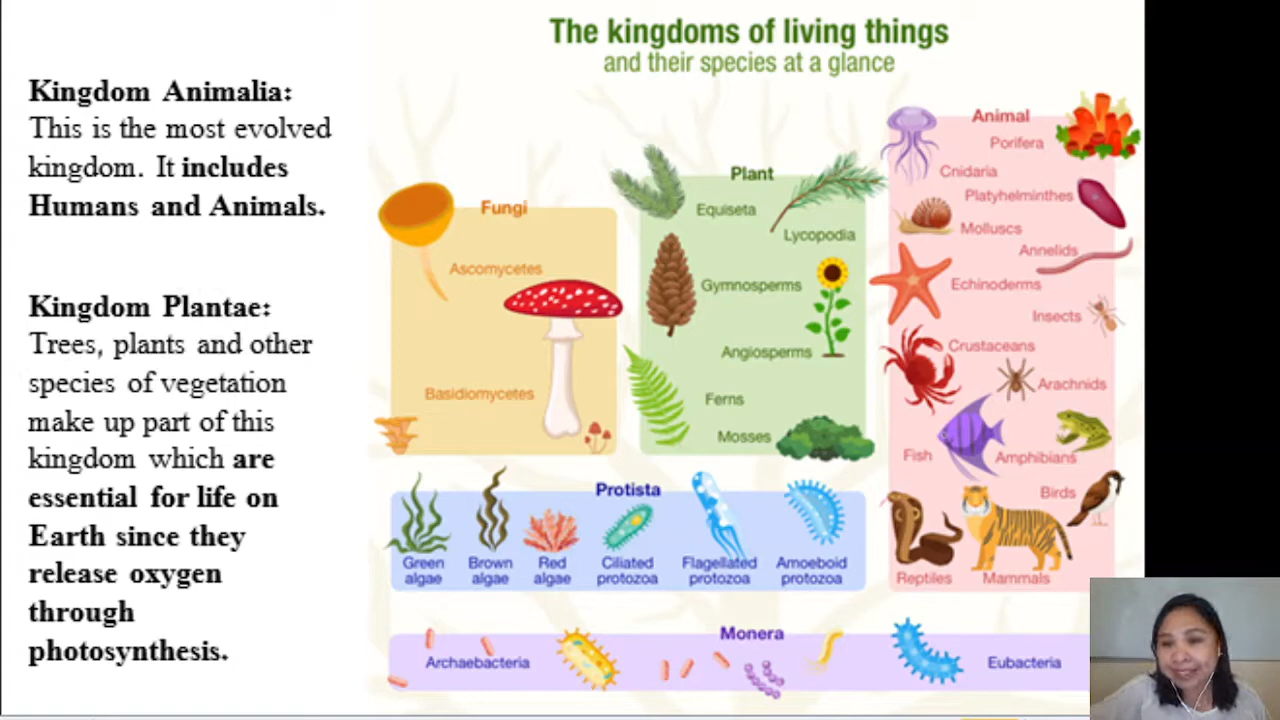 Kingdom Animalia:
This is the most evolved
kingdom. It includes
Humans and Animals.
Kingdom Plantae:
Trees, plants and other
species of vegetation
make up part of this
kingdom which are
essential for life on
Earth since they
release oxygen
through
photosynthesis.
The kingdoms of living things
and their species at a glance
Fungi
Ascomycetes
Basidiomycetes
Plant
Equiseta
Lycopodia
Gymnosperms
Angiosperms
Ferns
Mosses
Animal
Porifera
Cnidaria
Platyhelminthes
Molluscs
Annelids
Echinoderms
Insects
Crustaceans
Arachnids
Fish
Amphibians
Birds
Reptiles
Mammals
Protista
Green
algae
Brown
algae
Red
algae
Ciliated
protozoa
Flagellated
protozoa
Amoeboid
protozoa
Monera
Archaebacteria
Eubacteria